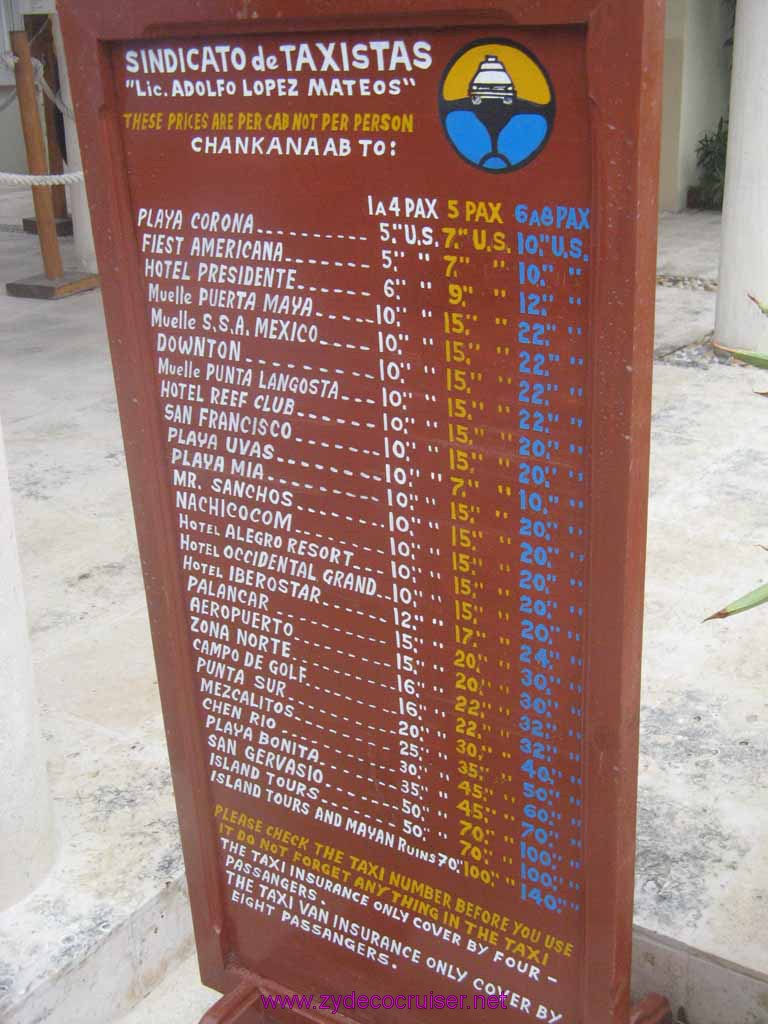 SINDICATO de TAXISTAS
"Lic. ADOLFO LOPEZ MATEOS"
THESE PRICES ARE PER CAB NOT PER PERSON
CHANKANAAB TO:
1 A 4 PAX 5 PAX 6 A 8 PAX
PLAYA CORONA........... 5."U.S. 7."U.S. 10."U.S.
FIEST AMERICANA........ 5." " 7." " 10." "
HOTEL PRESIDENTE....... 6." " 9." " 12." "
Muelle PUERTA MAYA..... 10." " 15." " 22." "
Muelle S.S.A. MEXICO..... 10." " 15." " 22." "
DOWNTON........... 10." " 15." " 22." "
Muelle PUNTA LANGOSTA... 10." " 15." " 22." "
HOTEL REEF CLUB....... 10." " 15." " 20." "
SAN FRANCISCO........ 10." " 15." " 20." "
PLAYA UVAS......... 10." " 7." " 10." "
PLAYA MIA.......... 10." " 15." " 20." "
MR. SANCHOS........ 10." " 15." " 20." "
NACHICOCOM........ 10." " 15." " 20." "
HOTEL ALEGRO RESORT... 10." " 15." " 20." "
HOTEL OCCIDENTAL GRAND.. 10." " 15." " 20." "
HOTEL IBEROSTAR....... 12." " 17." " 24." "
PALANCAR.......... 15." " 20." " 30." "
AEROPUERTO........ 15." " 20." " 30." "
ZONA NORTE........ 16." " 22." " 32." "
CAMPO DE GOLF....... 16." " 22." " 32." "
PUNTA SUR......... 20." " 30." " 40." "
MEZCALITOS........ 25." " 35." " 50." "
CHEN RIO.......... 30." " 45." " 60." "
PLAYA BONITA....... 35." " 45." " 70." "
SAN GERVASIO....... 50." " 70." " 100." "
ISLAND TOURS....... 50." " 70." " 100." "
ISLAND TOURS AND MAYAN RUINS 70." " 100." " 140." "
PLEASE CHECK THE TAXI NUMBER BEFORE YOU USE
IT DO NOT FORGET ANYTHING IN THE TAXI
THE TAXI INSURANCE ONLY COVER BY FOUR -
PASSANGERS.
THE TAXI VAN INSURANCE ONLY COVER BY
EIGHT PASSANGERS.
www.zydecocruiser.net